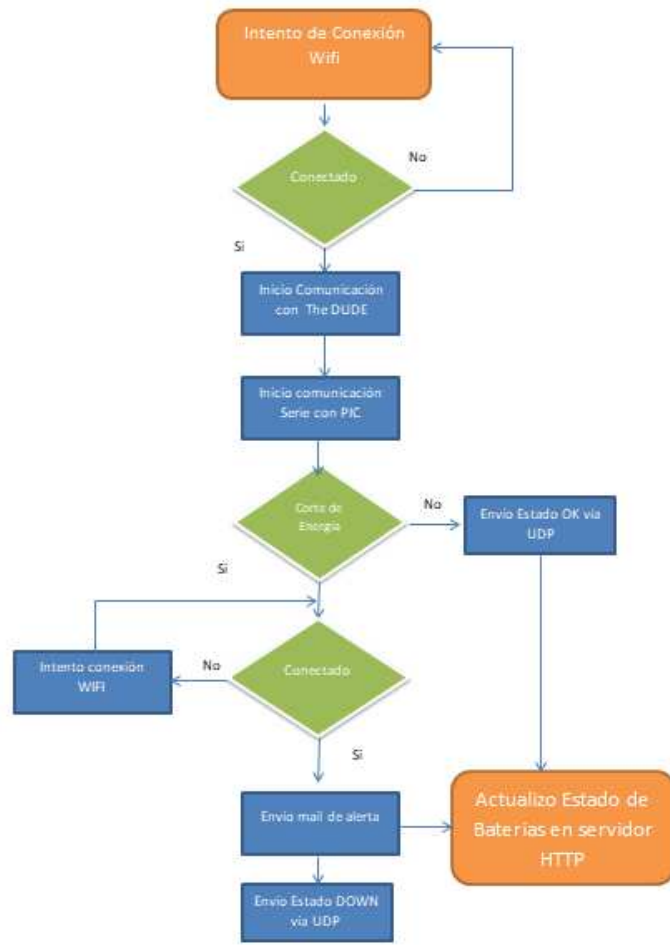 Intento de Conexión
Wifi
No
Conectado
Si
Inicio Comunicación
con The DUDE
Inicio comunicación
Serie con PIC
Corte de
Energía
No
Envío Estado OK vía
UDP
Si
Intento conexión
WIFI
No
Conectado
Si
Envío mail de alerta
Actualizo Estado de
Baterias en servidor
HTTP
Envío Estado DOWN
vía UDP